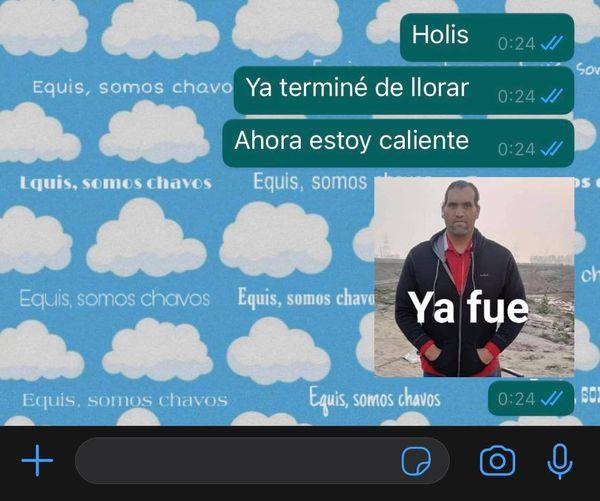 Holis 0:24
Equis, somos chavo
Ya terminé de llorar 0:24
Ahora estoy caliente 0:24
Equis, somos chavos
Equis, somos
Ya fue
Equis, somos chavos
Equis, somos chavo
Equis, somos chavos
Equis, somos chavos
0:24